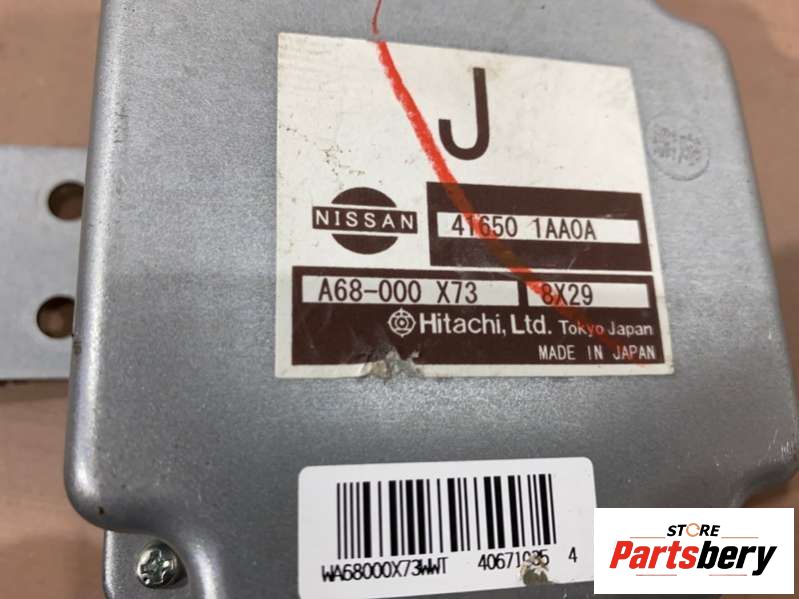 J
NISSAN
41650 1AA0A
A68-000 X73 8X29
Hitachi, Ltd. Tokyo Japan
MADE IN JAPAN
WA68000X73WWT 40671035 4
STORE
Partsbery